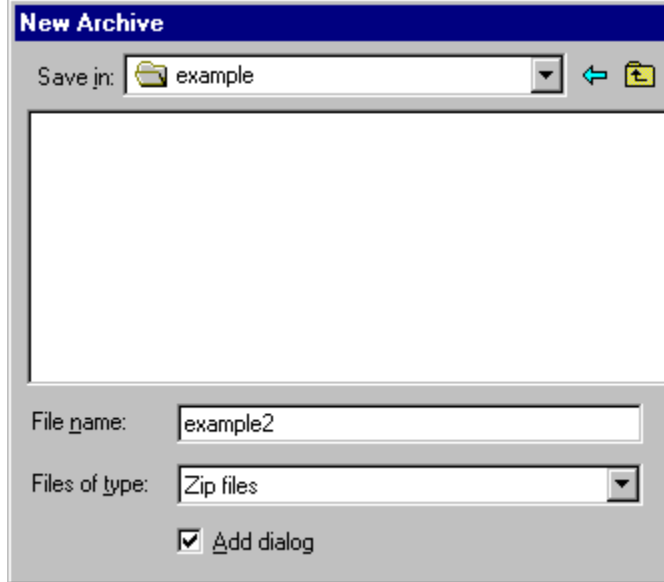 New Archive
Save in: example
File name: example2
Files of type: Zip files
Add dialog